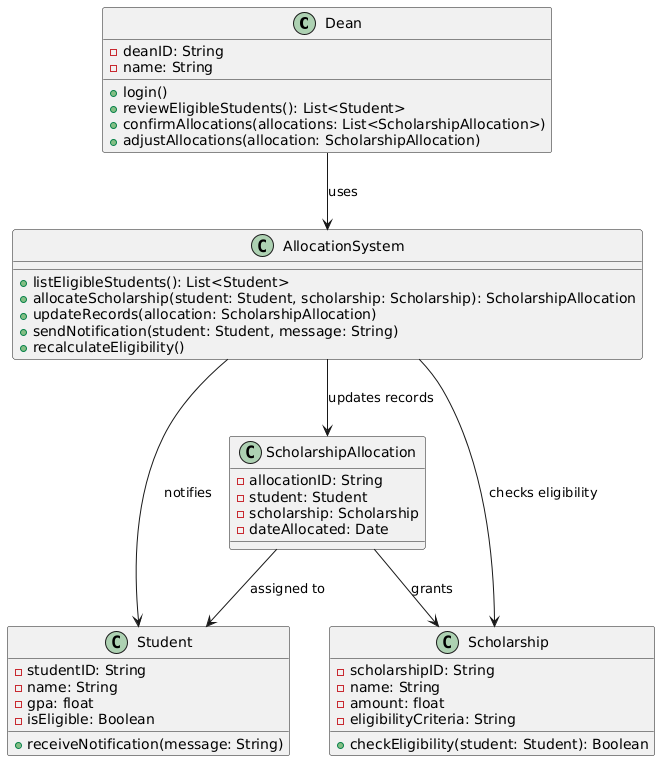 C Dean
deanID: String
name: String
login()
reviewEligibleStudents(): List<Student>
confirmAllocations(allocations: List<ScholarshipAllocation>)
adjustAllocations(allocation: ScholarshipAllocation)
uses
C AllocationSystem
listEligibleStudents(): List<Student>
allocateScholarship(student: Student, scholarship: Scholarship): ScholarshipAllocation
updateRecords(allocation: ScholarshipAllocation)
sendNotification(student: Student, message: String)
recalculateEligibility()
updates records
notifies
checks eligibility
C ScholarshipAllocation
allocationID: String
student: Student
scholarship: Scholarship
dateAllocated: Date
assigned to
grants
C Student
studentID: String
name: String
gpa: float
isEligible: Boolean
receiveNotification(message: String)
C Scholarship
scholarshipID: String
name: String
amount: float
eligibilityCriteria: String
checkEligibility(student: Student): Boolean